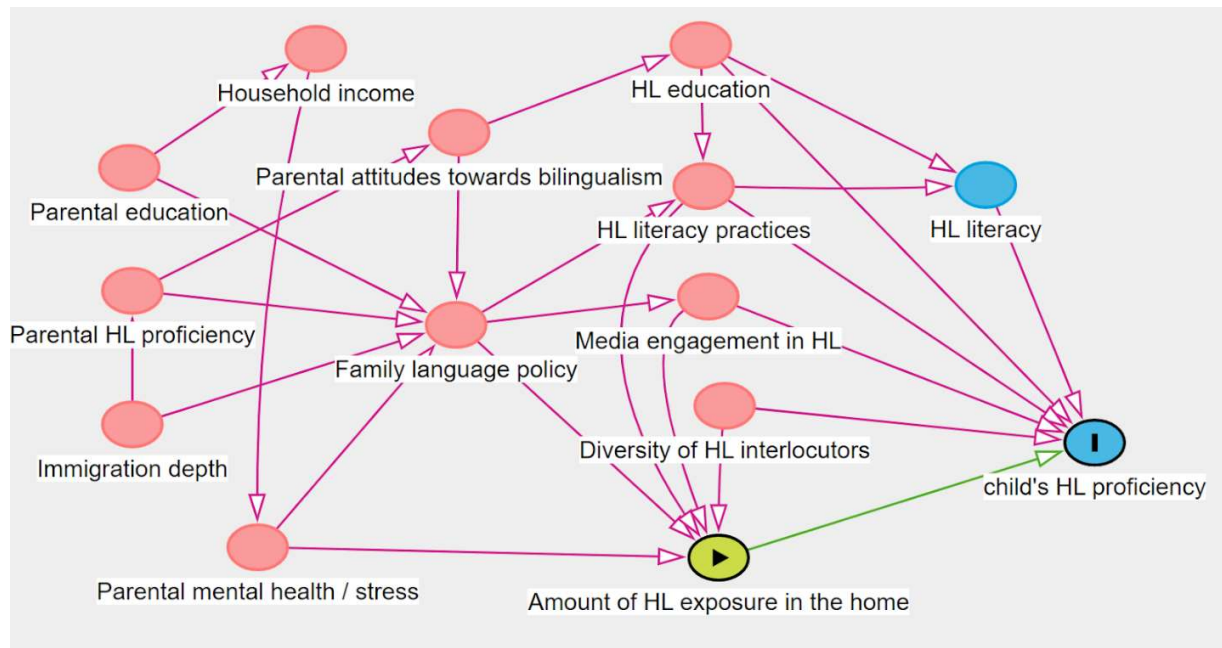 Household income
HL education
Parental attitudes towards bilingualism
Parental education
HL literacy practices
HL literacy
Parental HL proficiency
Media engagement in HL
Family language policy
Immigration depth
Diversity of HL interlocutors
child's HL proficiency
Parental mental health / stress
Amount of HL exposure in the home